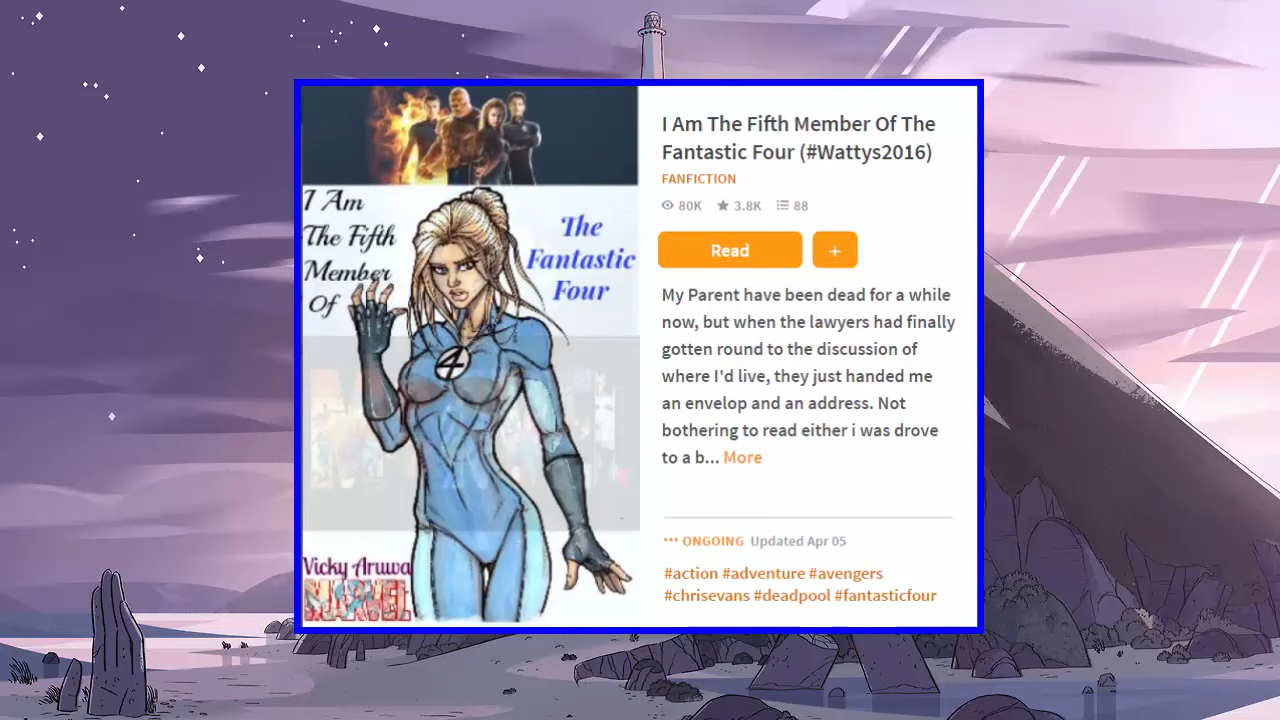 I Am
The Fifth
Member
Of
The
Fantastic
Four
4
Vicky Aruwa
MARVEL
I Am The Fifth Member Of The
Fantastic Four (#Wattys2016)
FANFICTION
80K 3.8K 88
Read +
My Parent have been dead for a while
now, but when the lawyers had finally
gotten round to the discussion of
where I'd live, they just handed me
an envelop and an address. Not
bothering to read either i was drove
to a b... More
••• ONGOING Updated Apr 05
#action #adventure #avengers
#chrisevans #deadpool #fantasticfour